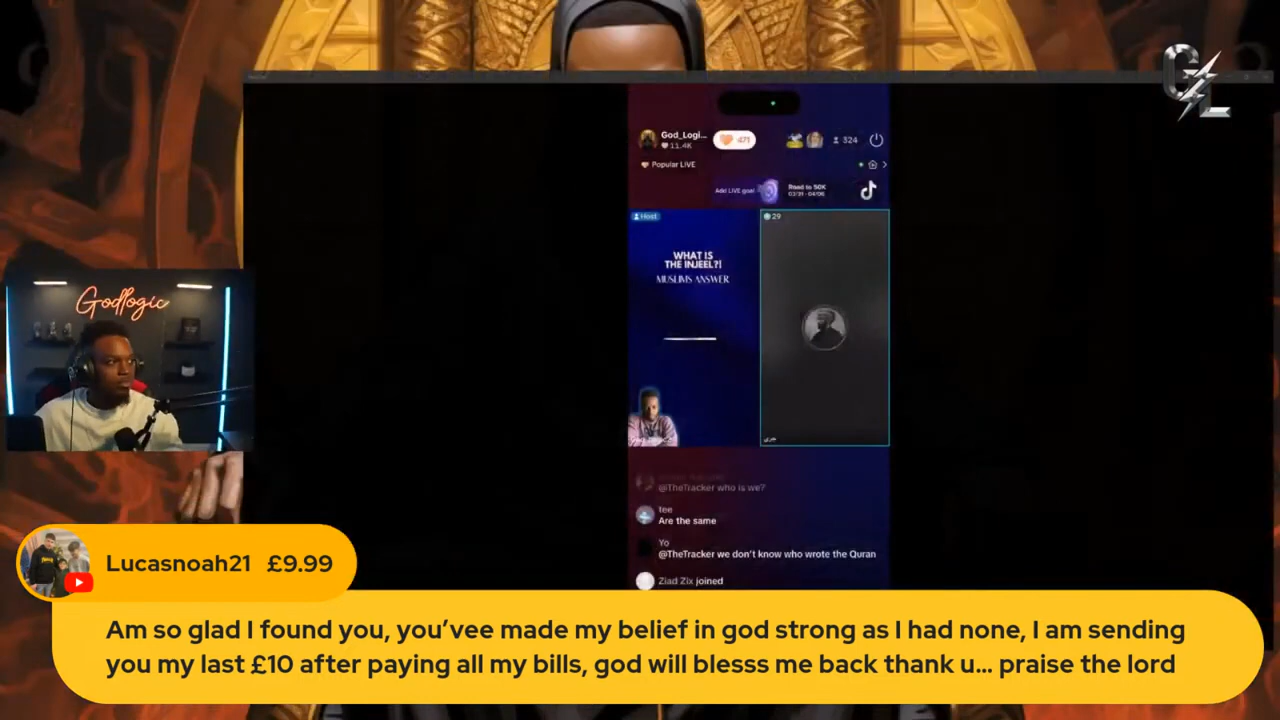 GL
God_Logi...
11.4K
471
324
Popular LIVE
Add LIVE goal
Road to 50K
03/31 - 04/06
Host
29
WHAT IS
THE INJEEL?!
MUSLIMS ANSWER
Godlogic
@TheTracker who is we?
Tee
Are the same
Yo
@TheTracker we don't know who wrote the Quran
Ziad Zix joined
Lucasnoah21 £9.99
Am so glad I found you, you'vee made my belief in god strong as I had none, I am sending
you my last £10 after paying all my bills, god will blesss me back thank u... praise the lord